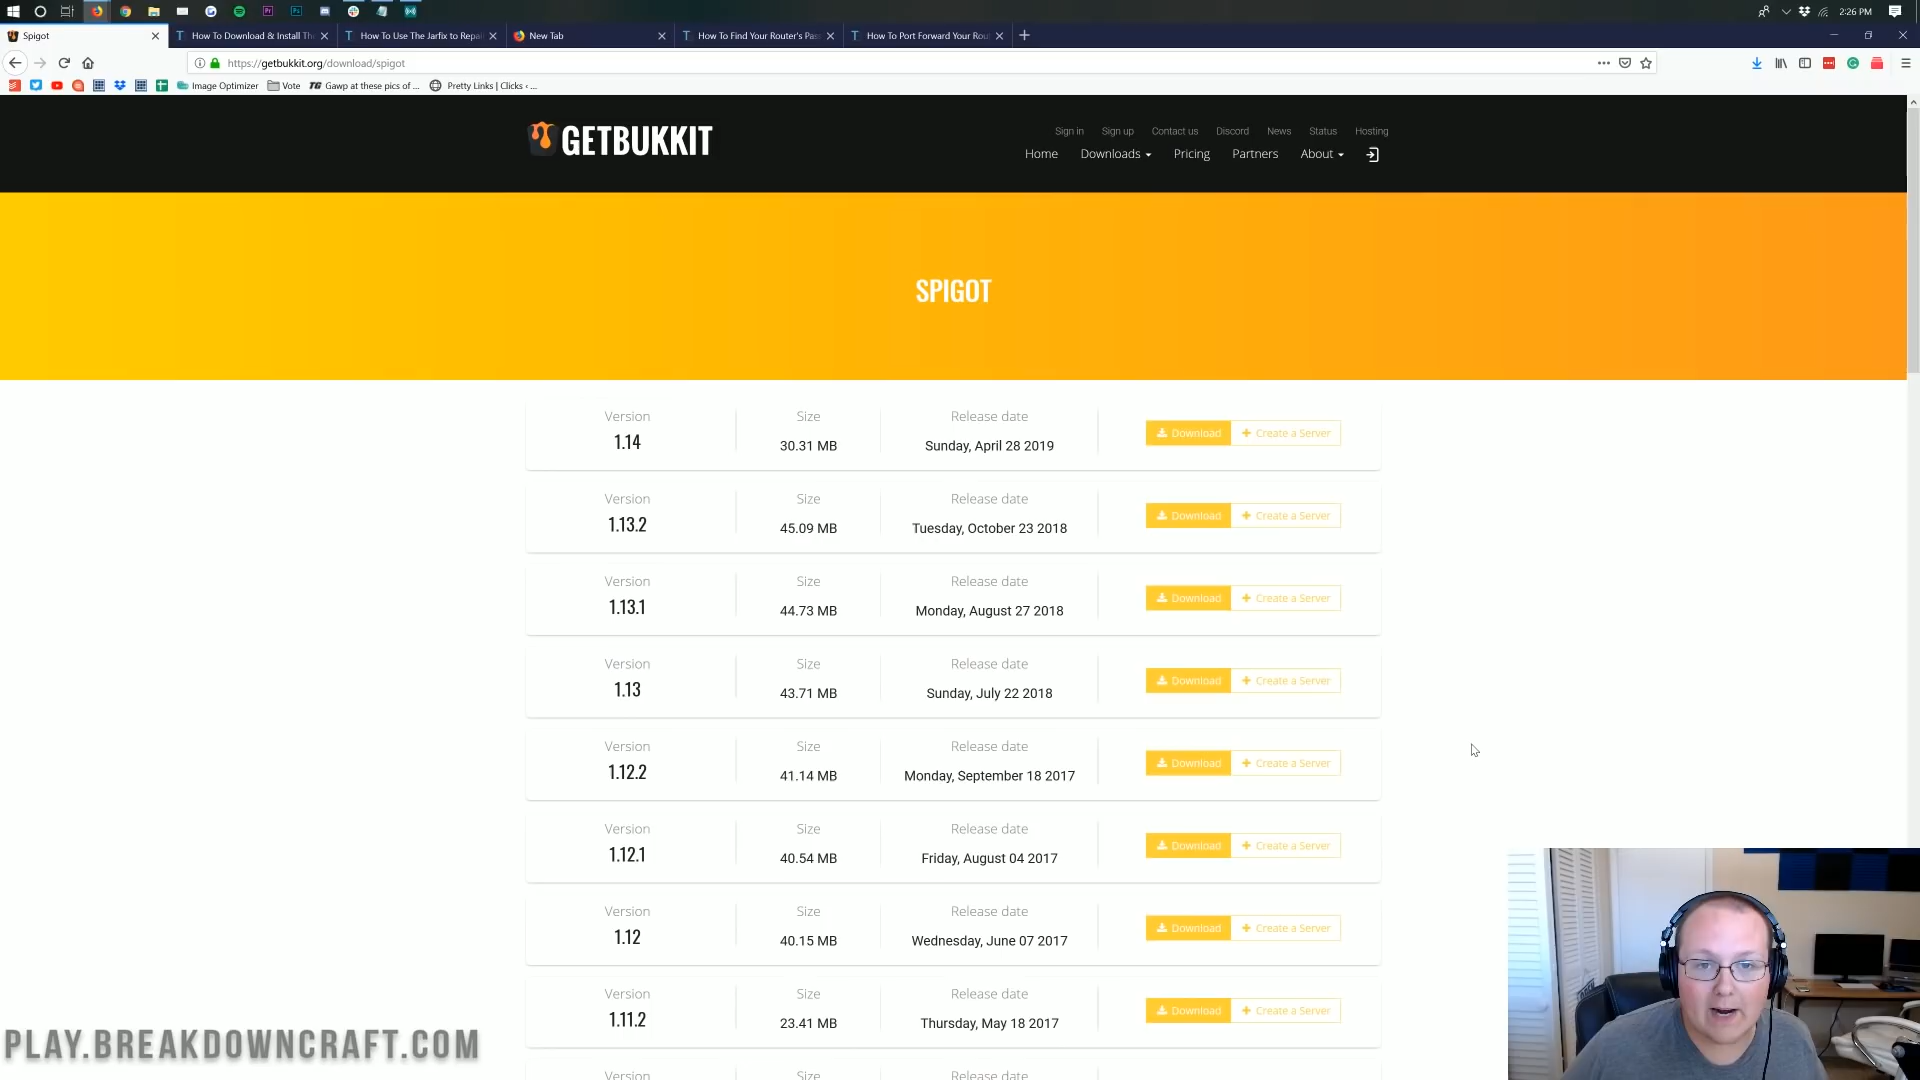 2:26 PM
Spigot
How To Download & Install Th
How To Use The Jarfix to Repai
New Tab
How To Find Your Router's Pas
How To Port Forward Your Rou
https://getbukkit.org/download/spigot
Image Optimizer
Vote
TG Gawp at these pics of ...
Pretty Links | Clicks ‹ ...
GETBUKKIT
Sign in
Sign up
Contact us
Discord
News
Status
Hosting
Home
Downloads
Pricing
Partners
About
SPIGOT
Version
Size
Release date
1.14
30.31 MB
Sunday, April 28 2019
Download
Create a Server
Version
Size
Release date
1.13.2
45.09 MB
Tuesday, October 23 2018
Download
Create a Server
Version
Size
Release date
1.13.1
44.73 MB
Monday, August 27 2018
Download
Create a Server
Version
Size
Release date
1.13
43.71 MB
Sunday, July 22 2018
Download
Create a Server
Version
Size
Release date
1.12.2
41.14 MB
Monday, September 18 2017
Download
Create a Server
Version
Size
Release date
1.12.1
40.54 MB
Friday, August 04 2017
Download
Create a Server
Version
Size
Release date
1.12
40.15 MB
Wednesday, June 07 2017
Download
Create a Server
Version
Size
Release date
1.11.2
23.41 MB
Thursday, May 18 2017
Download
Create a Server
Version
Size
Release date
PLAY.BREAKDOWNCRAFT.COM